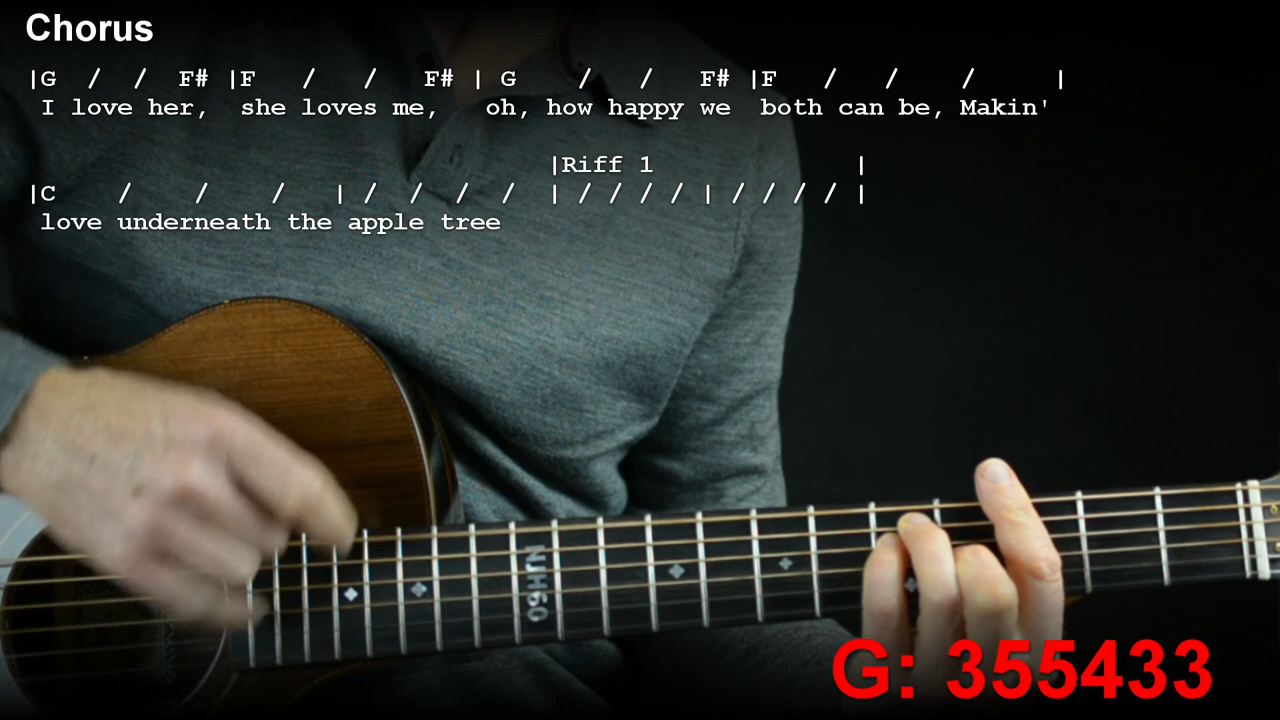 Chorus
|G / / F# |F / / F# | G / / F# |F / / / |
I love her, she loves me, oh, how happy we both can be, Makin'
|Riff 1 |
|C / / / | / / / / | / / / / | / / / / |
love underneath the apple tree
NJH60
G: 355433